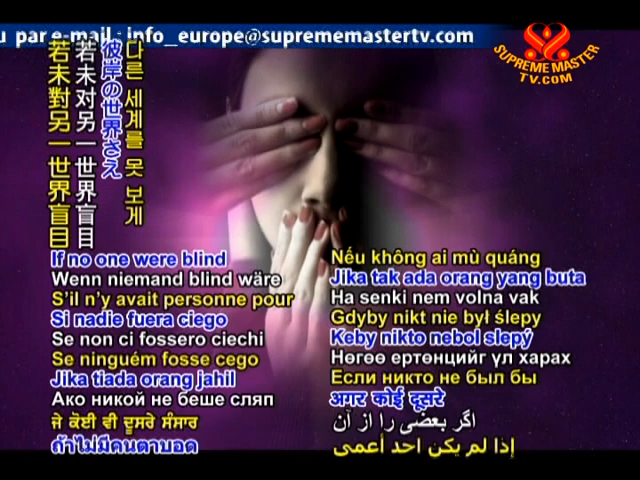 u par e-mail : info_europe@suprememastertv.com
SUPREME MASTER
TV.COM
다른 세계를 못 보게
彼岸の世界さえ
若未对另一世界盲目
若未對另一世界盲目
If no one were blind
Wenn niemand blind wäre
S'il n'y avait personne pour
Si nadie fuera ciego
Se non ci fossero ciechi
Se ninguém fosse cego
Jika tiada orang jahil
Ако никой не беше сляп
ਜੇ ਕੋਈ ਵੀ ਦੂਸਰੇ ਸੰਸਾਰ
ถ้าไม่มีคนตาบอด
Nếu không ai mù quáng
Jika tak ada orang yang buta
Ha senki nem volna vak
Gdyby nikt nie był ślepy
Keby nikto nebol slepý
Нөгөө ертөнцийг үл харах
Если никто не был бы
अगर कोई दूसरे
اگر بعضی را از آن
إذا لم يكن احد أعمى